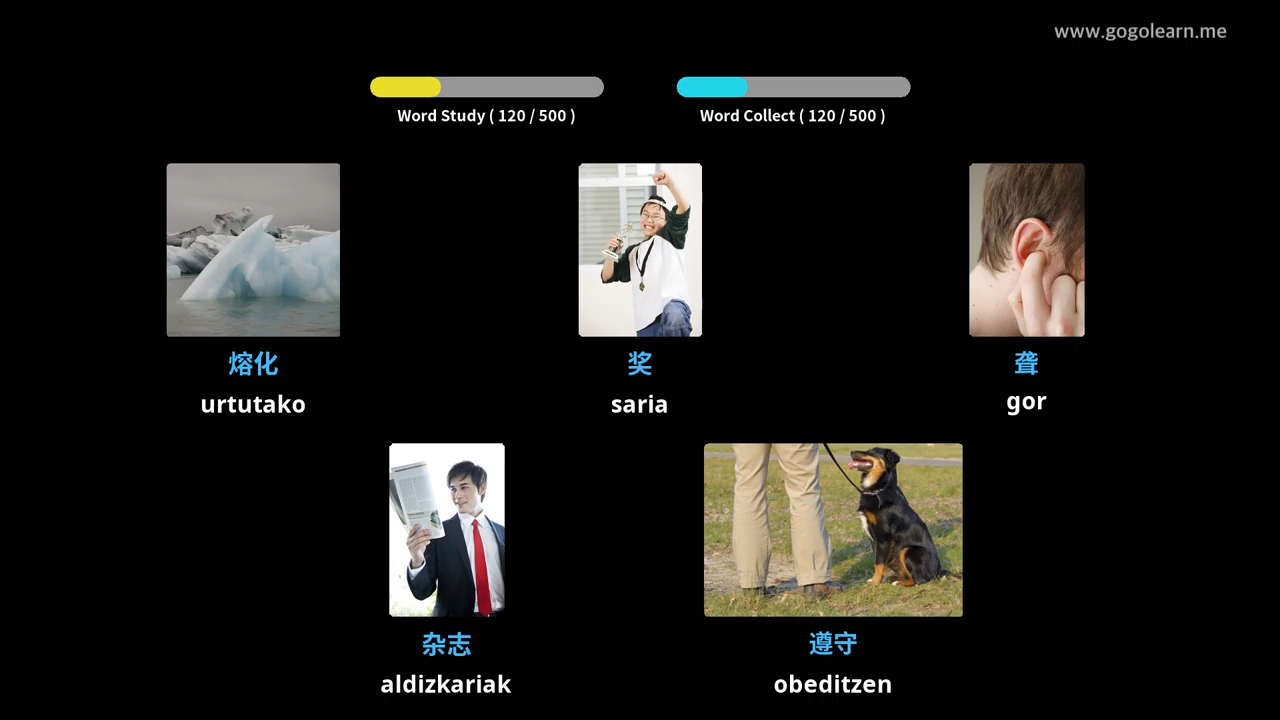 www.gogolearn.me
Word Study ( 120 / 500 )
Word Collect ( 120 / 500 )
熔化
urtutako
奖
saria
聋
gor
杂志
aldizkariak
遵守
obeditzen